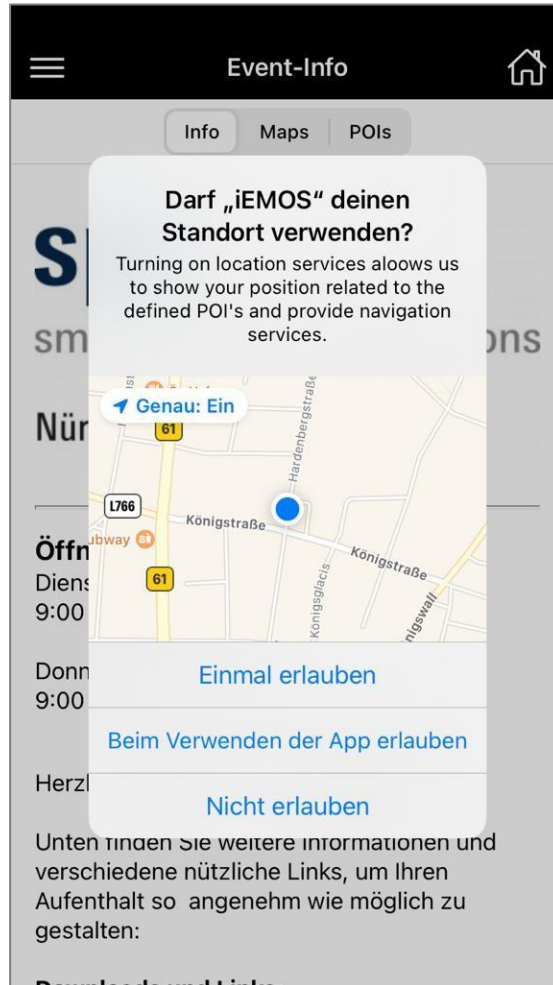 Event-Info
Info Maps POIs
Darf „iEMOS“ deinen
Standort verwenden?
Turning on location services aloows us
to show your position related to the
defined POI's and provide navigation
services.
Genau: Ein
61
Hardenbergstraße
L766
Königstraße
Königstraße
61
Königsglacis
Einmal erlauben
Beim Verwenden der App erlauben
Nicht erlauben
sm
ons
Nür
Öffn
Diens
9:00
Donn
9:00
Herzl
Unten finden Sie weitere Informationen und
verschiedene nützliche Links, um Ihren
Aufenthalt so angenehm wie möglich zu
gestalten:
Downloads und Links